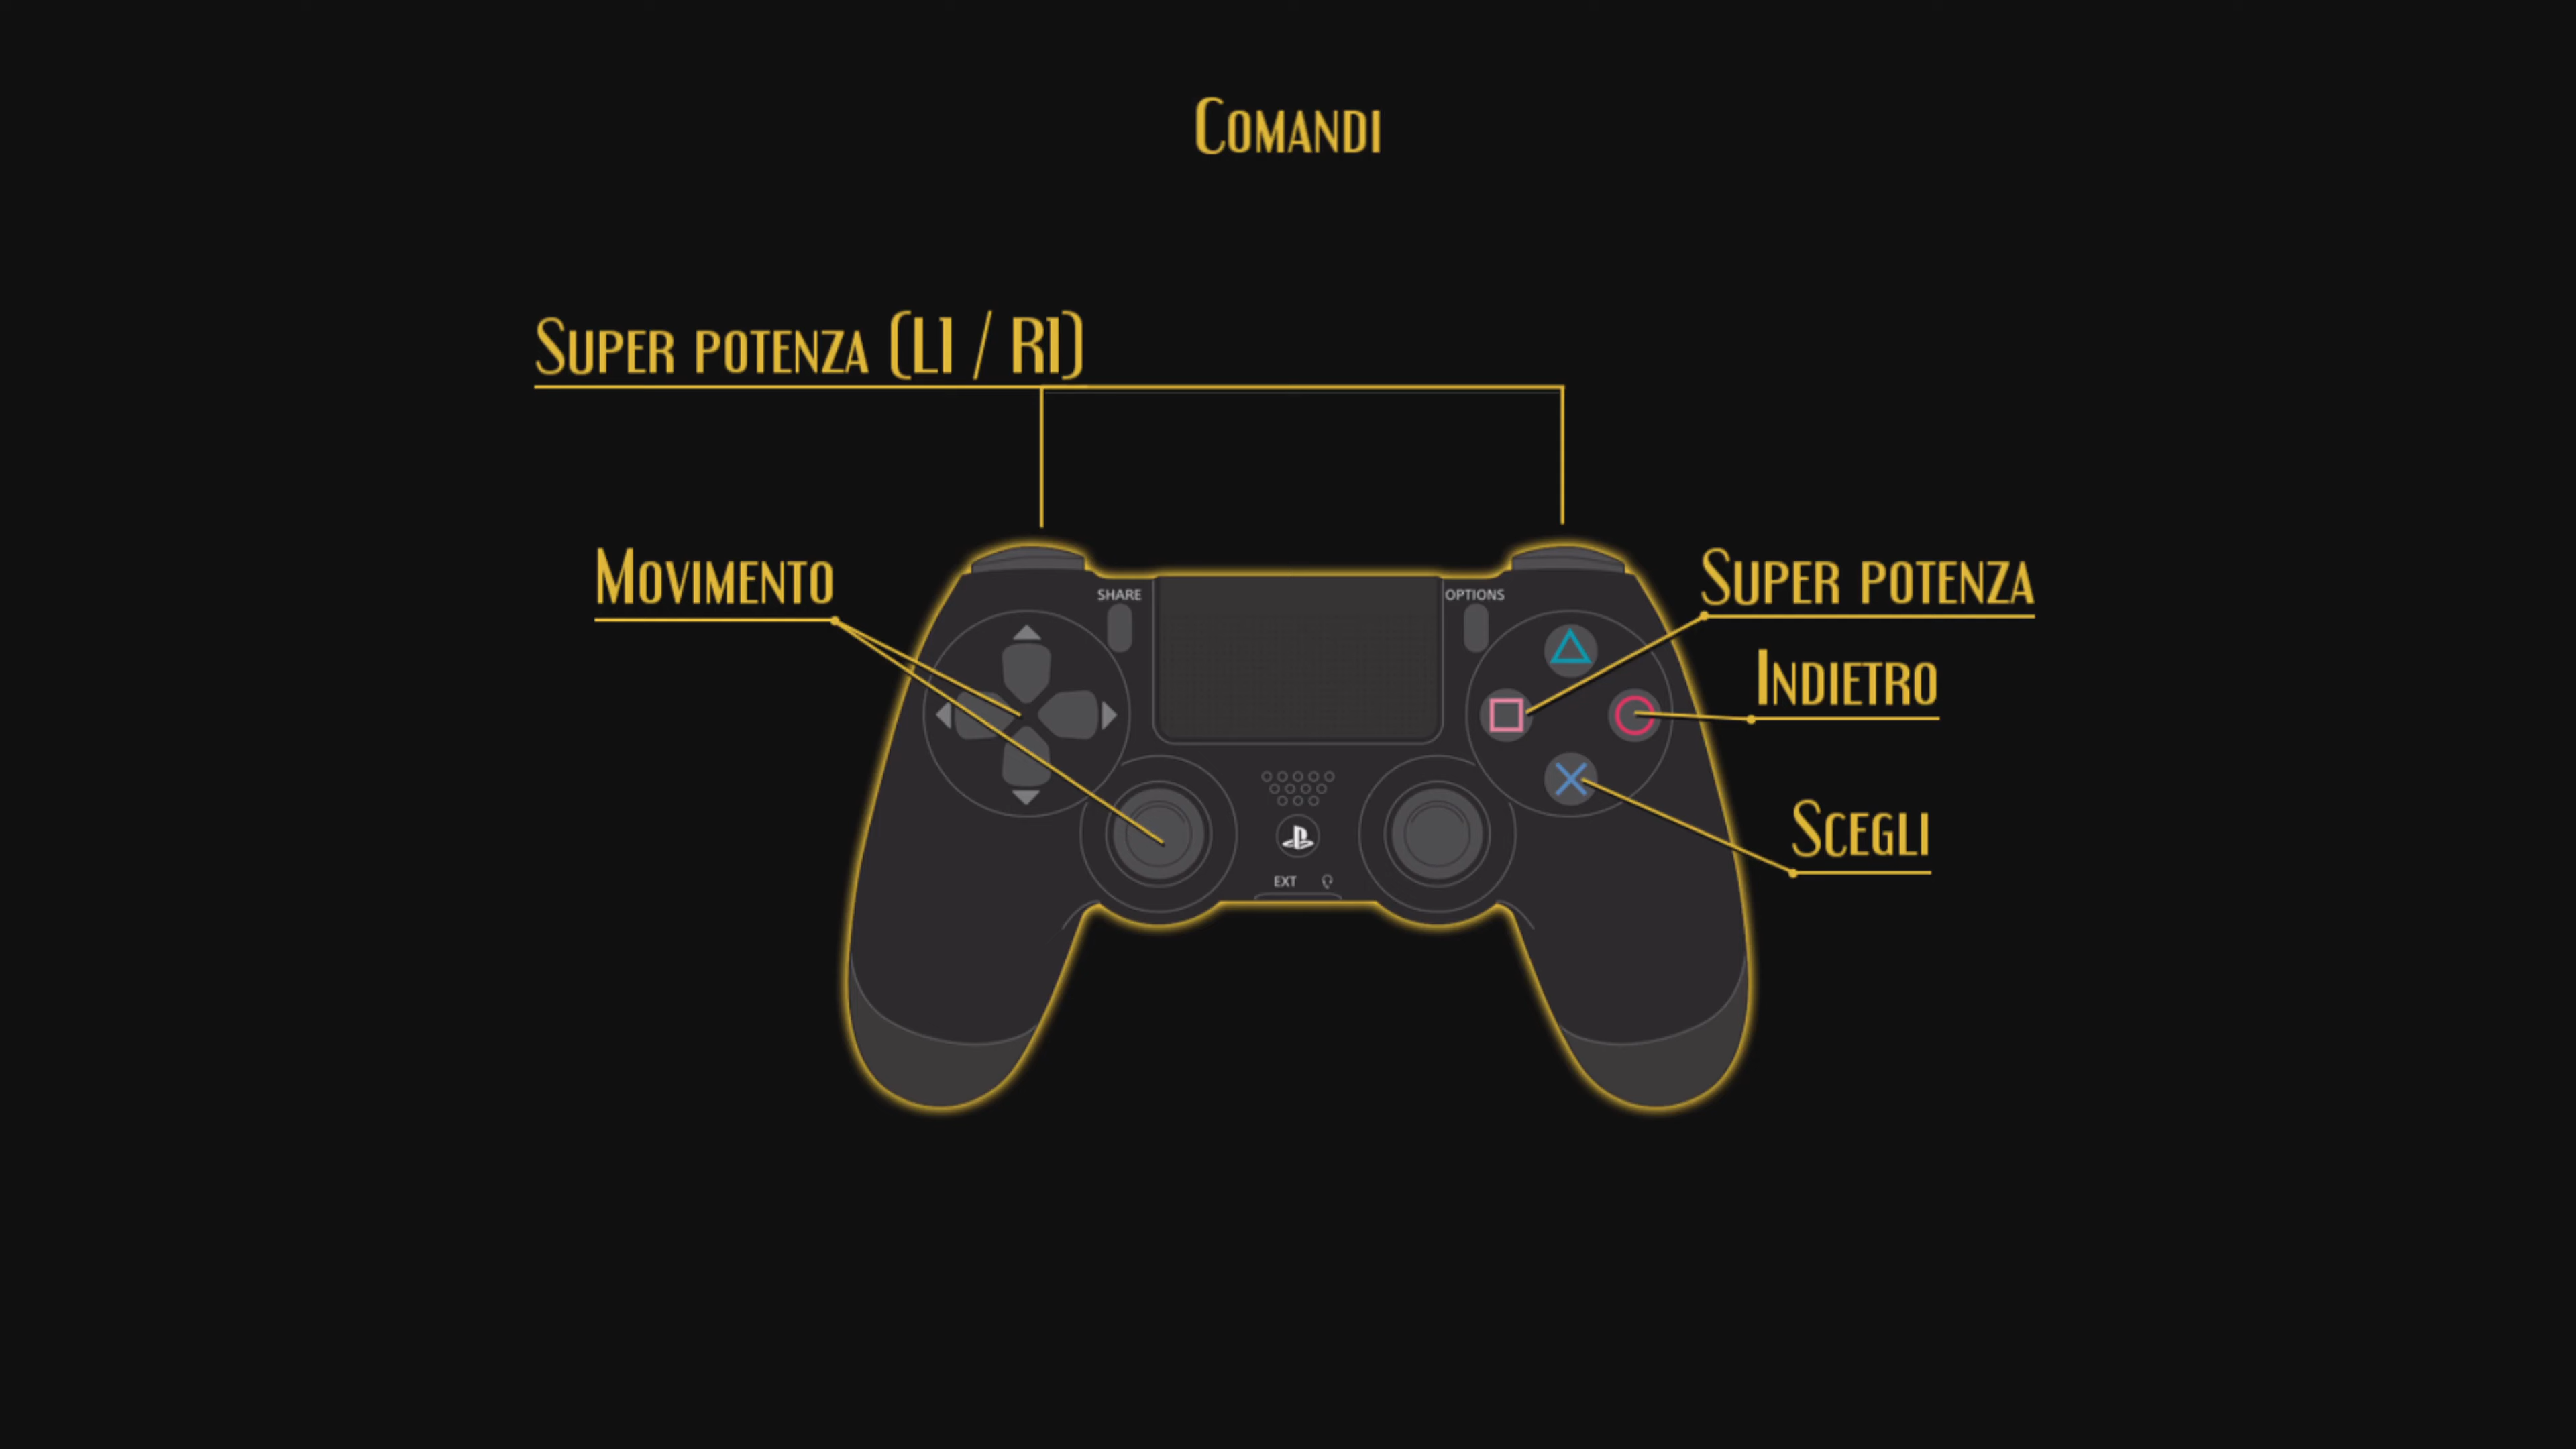 Comandi
Super potenza (L1 / R1)
Movimento
Super potenza
SHARE
OPTIONS
Indietro
Scegli
EXT